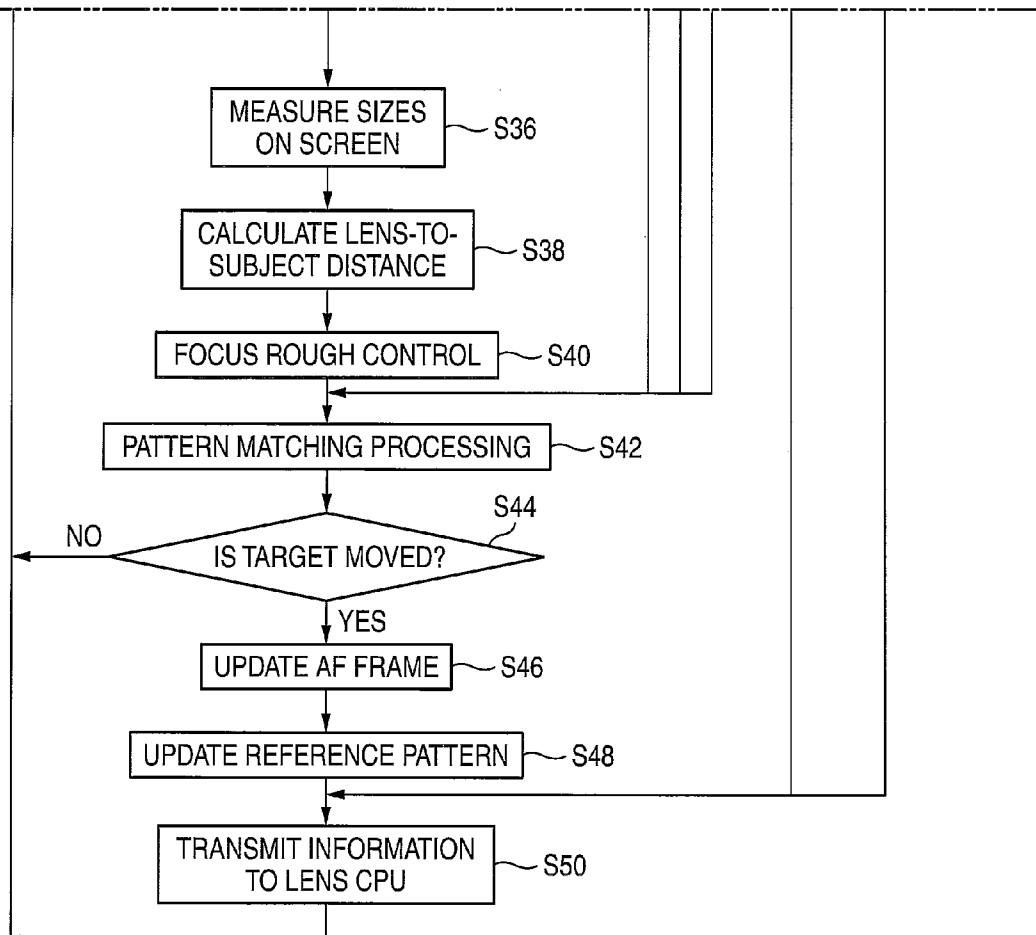 MEASURE SIZES
ON SCREEN
S36
CALCULATE LENS-TO-
SUBJECT DISTANCE
S38
FOCUS ROUGH CONTROL
S40
PATTERN MATCHING PROCESSING
S42
S44
NO
IS TARGET MOVED?
YES
UPDATE AF FRAME
S46
UPDATE REFERENCE PATTERN
S48
TRANSMIT INFORMATION
TO LENS CPU
S50